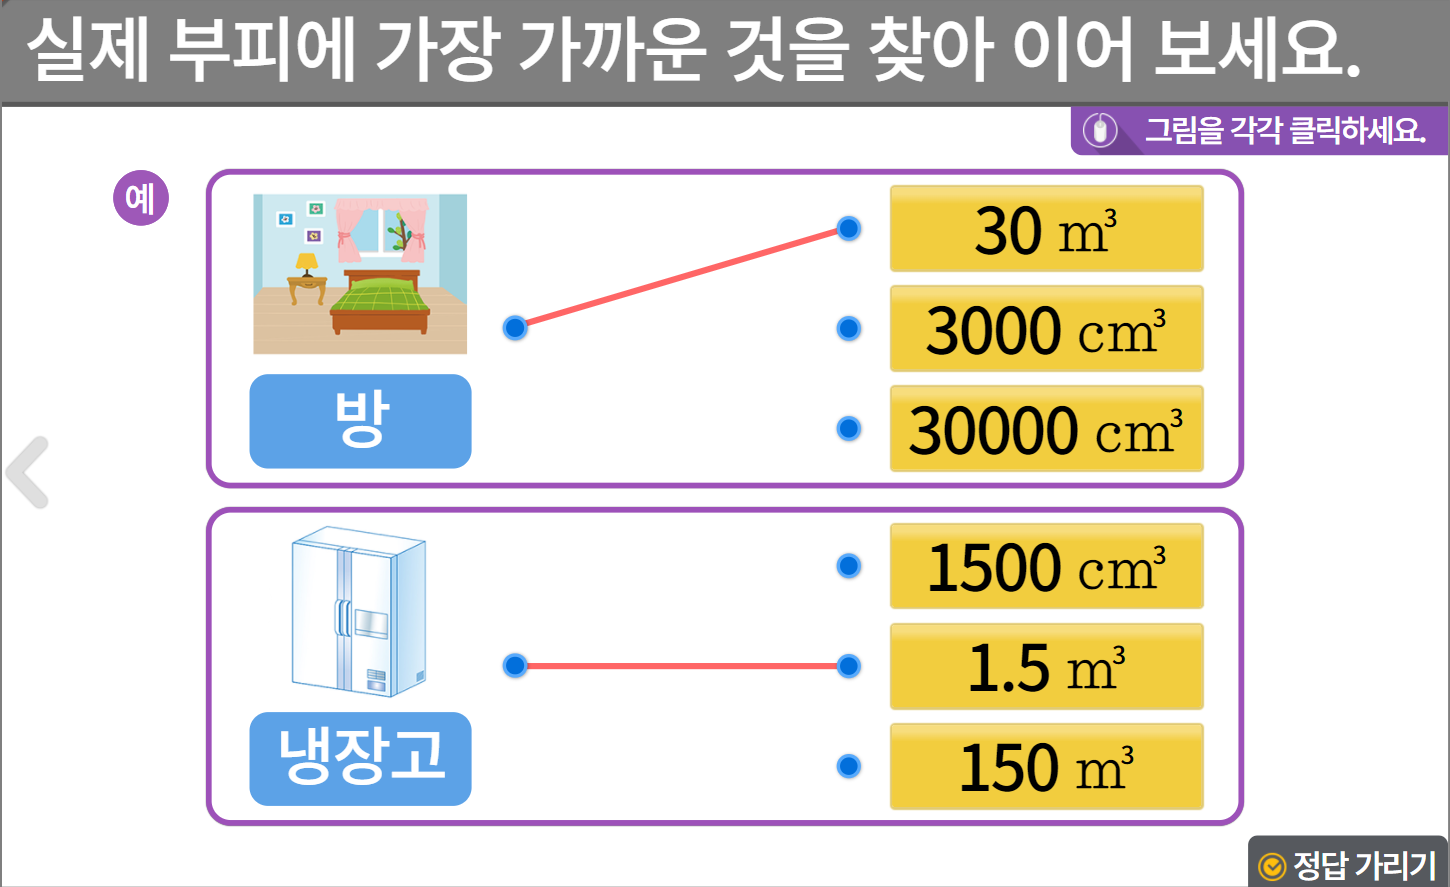 실제 부피에 가장 가까운 것을 찾아 이어 보세요.
그림을 각각 클릭하세요.
예
30 m³
3000 cm³
30000 cm³
방
1500 cm³
1.5 m³
150 m³
냉장고
정답 가리기